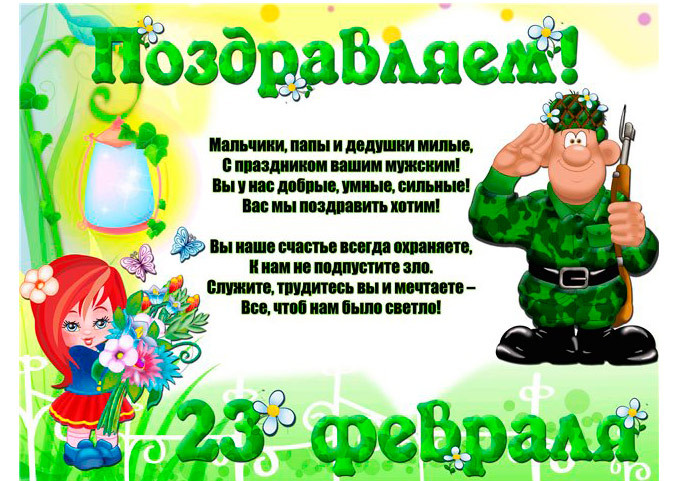 Поздравляем!
Мальчики, папы и дедушки милые,
С праздником вашим мужским!
Вы у нас добрые, умные, сильные!
Вас мы поздравить хотим!
Вы наше счастье всегда охраняете,
К нам не подпустите зло.
Служите, трудитесь вы и мечтаете –
Все, чтоб нам было светло!
23 февраля